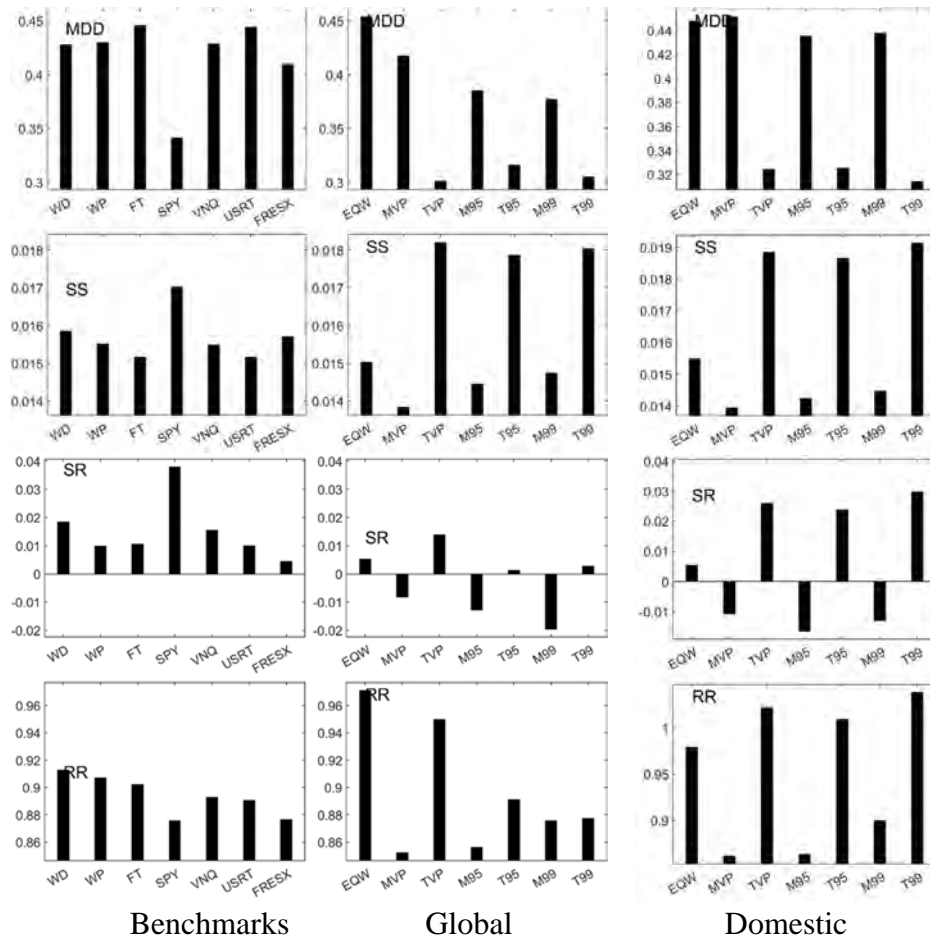 MDD
0.45
0.4
0.35
0.3
WD WP FT SPY VNQ USRT FRESX
MDD
0.45
0.4
0.35
0.3
EQW MVP TVP M95 T95 M99 T99
MDD
0.44
0.42
0.4
0.38
0.36
0.34
0.32
EQW MVP TVP M95 T95 M99 T99
SS
0.018
0.017
0.016
0.015
0.014
WD WP FT SPY VNQ USRT FRESX
SS
0.018
0.017
0.016
0.015
0.014
EQW MVP TVP M95 T95 M99 T99
SS
0.019
0.018
0.017
0.016
0.015
0.014
EQW MVP TVP M95 T95 M99 T99
SR
0.04
0.03
0.02
0.01
0
-0.01
-0.02
WD WP FT SPY VNQ USRT FRESX
SR
0.04
0.03
0.02
0.01
0
-0.01
-0.02
EQW MVP TVP M95 T95 M99 T99
SR
0.04
0.03
0.02
0.01
0
-0.01
EQW MVP TVP M95 T95 M99 T99
RR
0.96
0.94
0.92
0.9
0.88
0.86
WD WP FT SPY VNQ USRT FRESX
RR
0.96
0.94
0.92
0.9
0.88
0.86
EQW MVP TVP M95 T95 M99 T99
RR
1
0.95
0.9
EQW MVP TVP M95 T95 M99 T99
Benchmarks Global Domestic